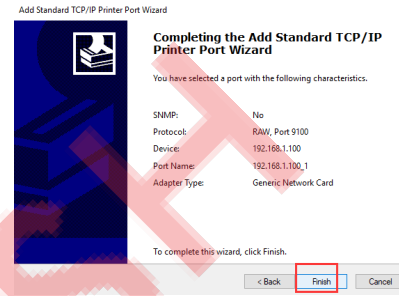 Add Standard TCP/IP Printer Port Wizard
Completing the Add Standard TCP/IP
Printer Port Wizard
You have selected a port with the following characteristics.
SNMP: No
Protocol: RAW, Port 9100
Device: 192.168.1.100
Port Name: 192.168.1.100_1
Adapter Type: Generic Network Card
To complete this wizard, click Finish.
< Back Finish Cancel